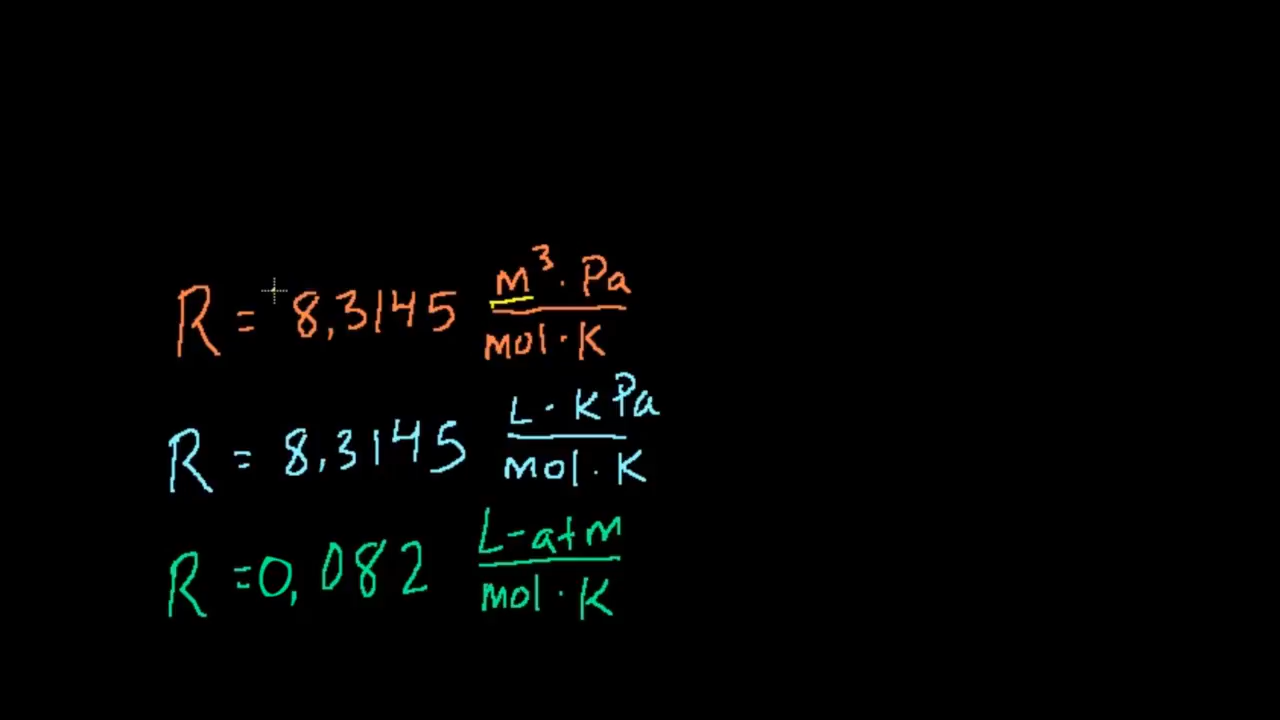 R = 8,3145 m³·Pa / mol·K
R = 8,3145 L·KPa / mol·K
R = 0,082 L-atm / mol·K